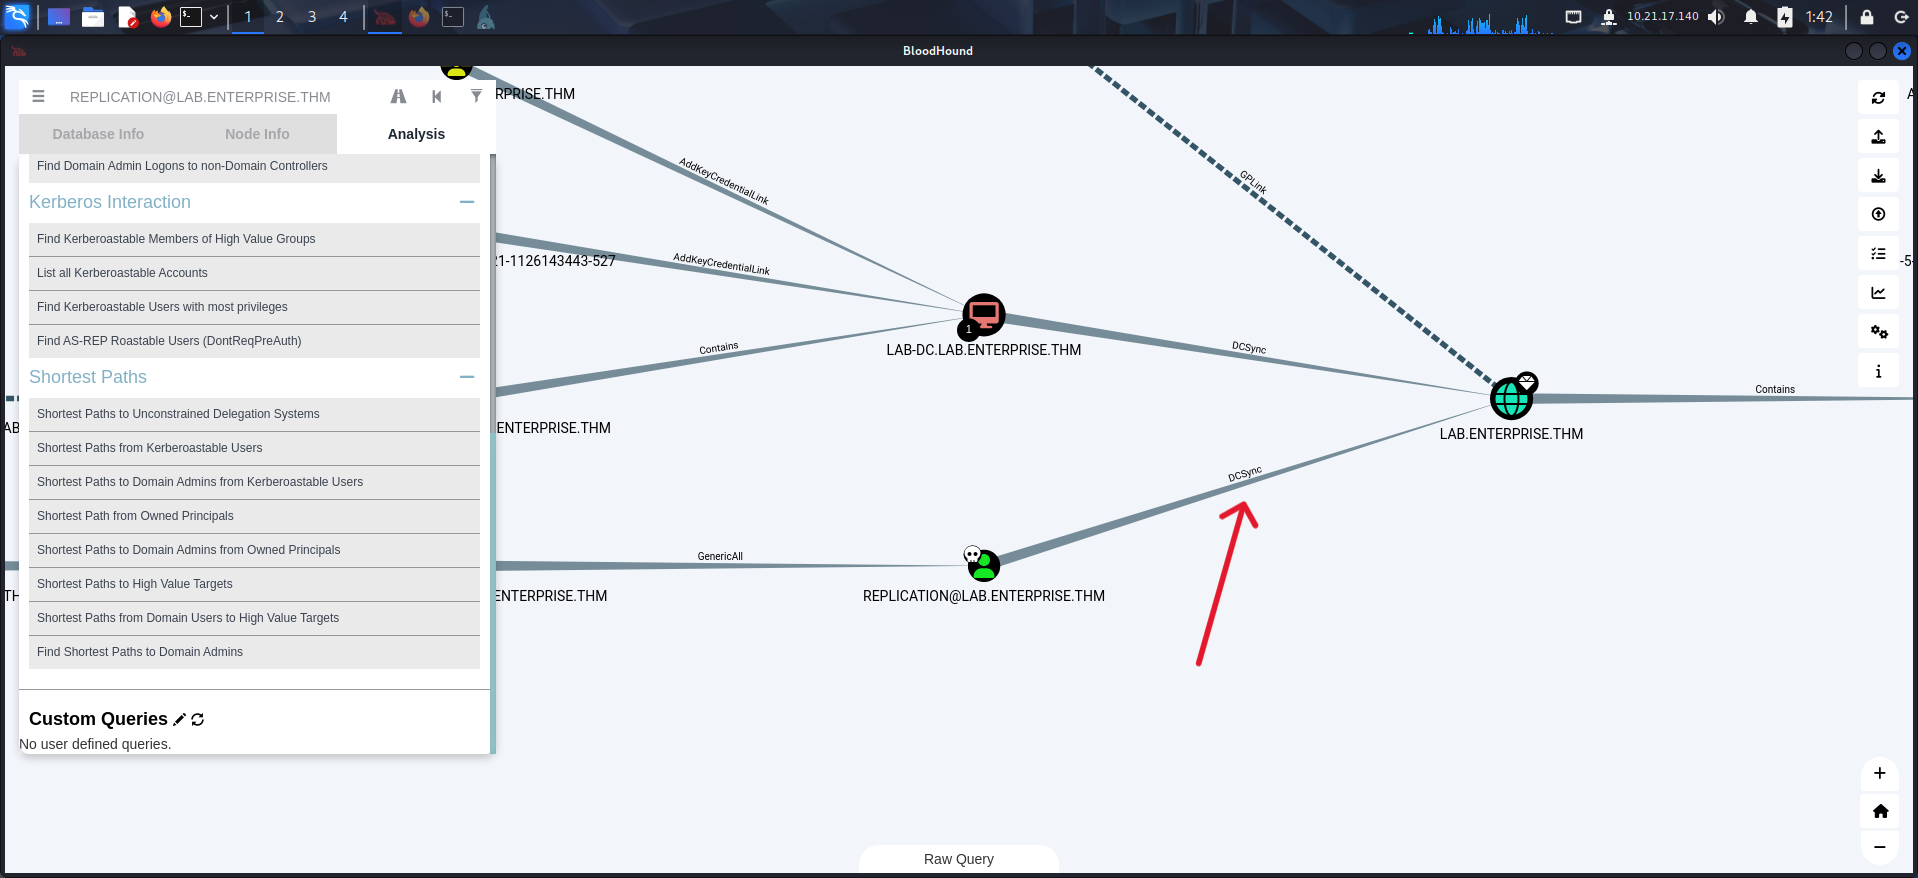 1 2 3 4 10.21.17.140 1:42
BloodHound
REPLICATION@LAB.ENTERPRISE.THM
Database Info Node Info Analysis
Find Domain Admin Logons to non-Domain Controllers
Kerberos Interaction
Find Kerberoastable Members of High Value Groups
List all Kerberoastable Accounts
Find Kerberoastable Users with most privileges
Find AS-REP Roastable Users (DontReqPreAuth)
Shortest Paths
Shortest Paths to Unconstrained Delegation Systems
Shortest Paths from Kerberoastable Users
Shortest Paths to Domain Admins from Kerberoastable Users
Shortest Path from Owned Principals
Shortest Paths to Domain Admins from Owned Principals
Shortest Paths to High Value Targets
Shortest Paths from Domain Users to High Value Targets
Find Shortest Paths to Domain Admins
Custom Queries
No user defined queries.
RPRISE.THM
AddKeyCredentialLink
GPLink
21-1126143443-527
AddKeyCredentialLink
-5-
1
Contains
LAB-DC.LAB.ENTERPRISE.THM
DCSync
Contains
AB
ENTERPRISE.THM
LAB.ENTERPRISE.THM
DCSync
GenericAll
TH
ENTERPRISE.THM
REPLICATION@LAB.ENTERPRISE.THM
Raw Query